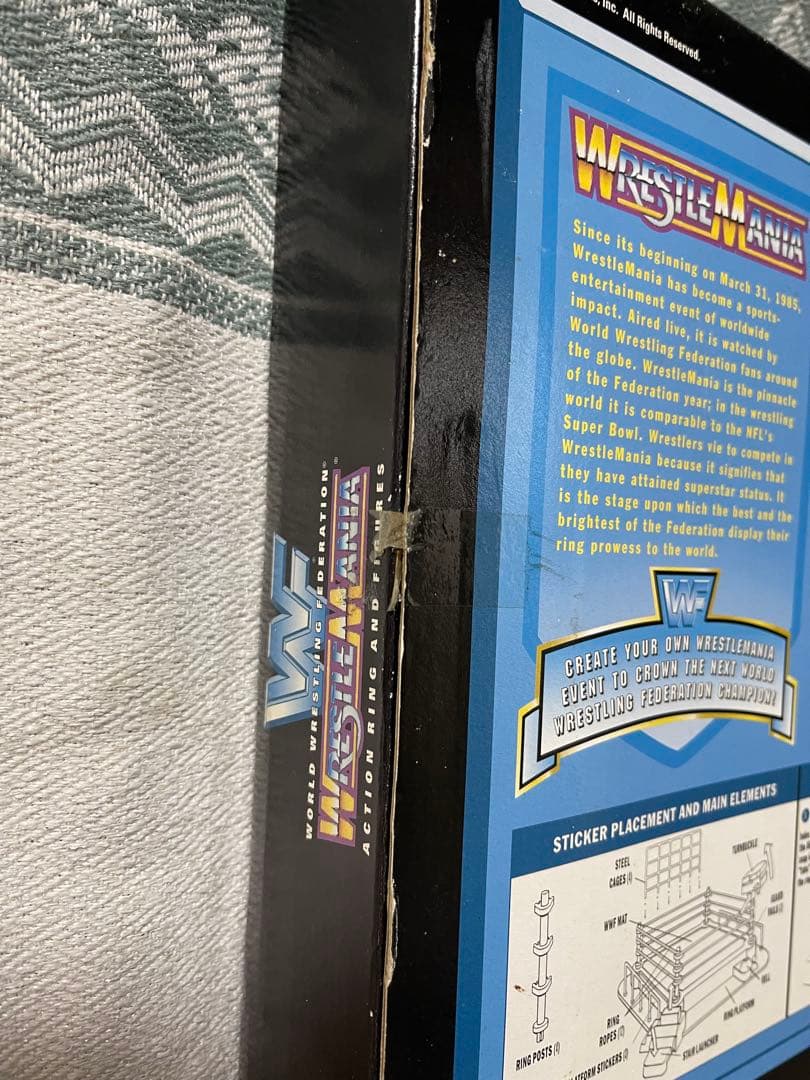 Inc. All Rights Reserved.
WRESTLEMANIA
Since its beginning on March 31, 1985,
WrestleMania has become a sports-
entertainment event of worldwide
impact. Aired live, it is watched by
World Wrestling Federation fans around
the globe. WrestleMania is the pinnacle
of the Federation year; in the wrestling
world it is comparable to the NFL's
Super Bowl. Wrestlers vie to compete in
WrestleMania because it signifies that
they have attained superstar status. It
is the stage upon which the best and the
brightest of the Federation display their
ring prowess to the world.
WF
CREATE YOUR OWN WRESTLEMANIA
EVENT TO CROWN THE NEXT WORLD
WRESTLING FEDERATION CHAMPION!
STICKER PLACEMENT AND MAIN ELEMENTS
STEEL
CAGES (4)
TURNBUCKLE
WWF MAT
RING
ROPES (12)
RING POSTS (4)
STAIR LAUNCHER
RING PLATFORM
STICKERS
WF
WORLD WRESTLING FEDERATION®
WRESTLEMANIA®
ACTION RING AND FIGURES